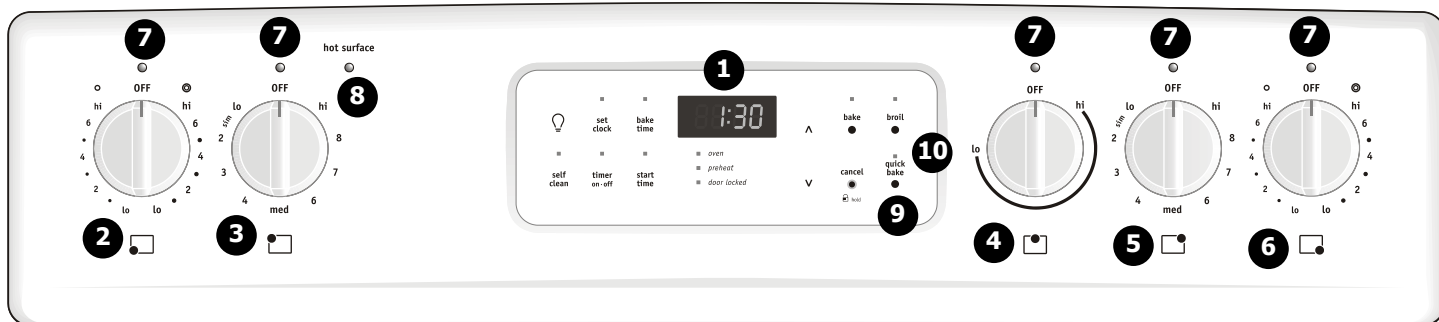 7 7 7 7 7
hot surface
1
8
OFF OFF OFF OFF OFF
hi hi
6 6
4 4
2 2
lo lo
2
lo hi
sim
2 8
3 7
4 6
med
3
set clock
bake time
1:30
self clean
timer
on·off
start time
oven
preheat
door locked
^
v
bake
broil
10
quick bake
cancel
hold
9
hi
lo
4
lo hi
sim
2 8
3 7
4 6
med
5
hi hi
6 6
4 4
2 2
lo lo
6